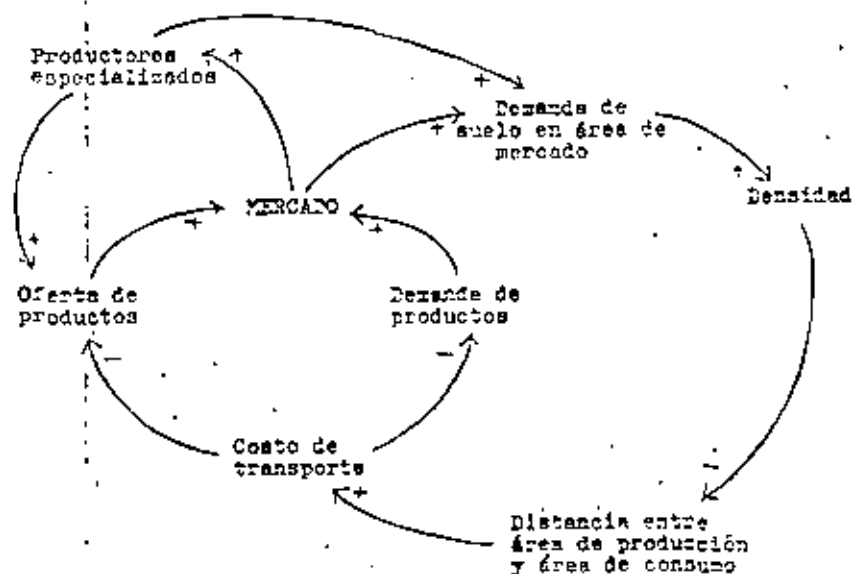 Productores
especializados
+
+
Demanda de
+ suelo en área de
mercado
+
Densidad
MERCADO
+
+
+
Oferta de
productos
Demanda de
productos
-
-
Costo de
transporte
+
-
Distancia entre
área de producción
y área de consumo